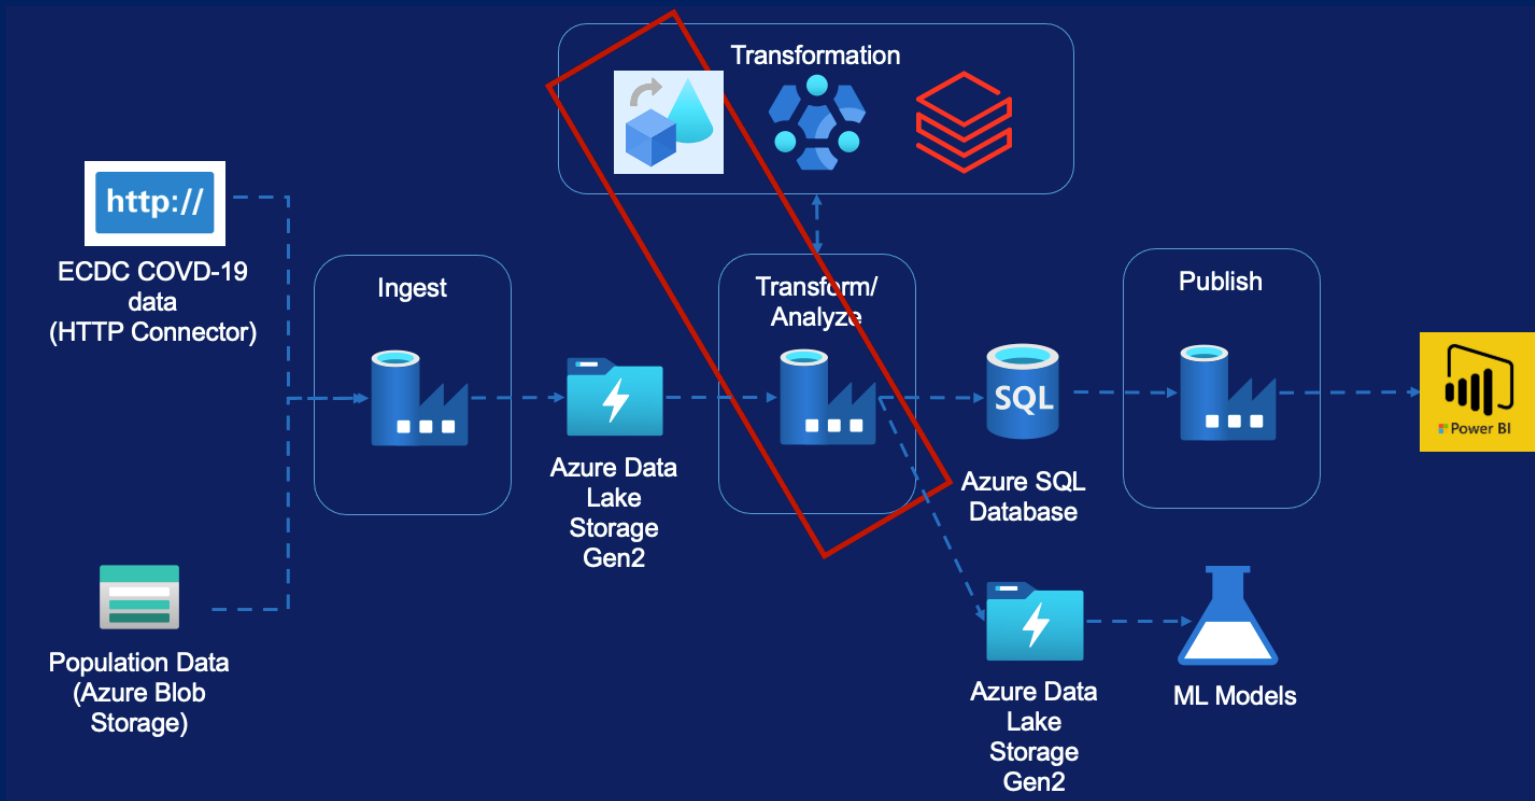 Transformation
http://
ECDC COVD-19
data
(HTTP Connector)
Ingest
Transform/
Analyze
Publish
SQL
Power BI
Azure Data
Lake
Storage
Gen2
Azure SQL
Database
Population Data
(Azure Blob
Storage)
Azure Data
Lake
Storage
Gen2
ML Models